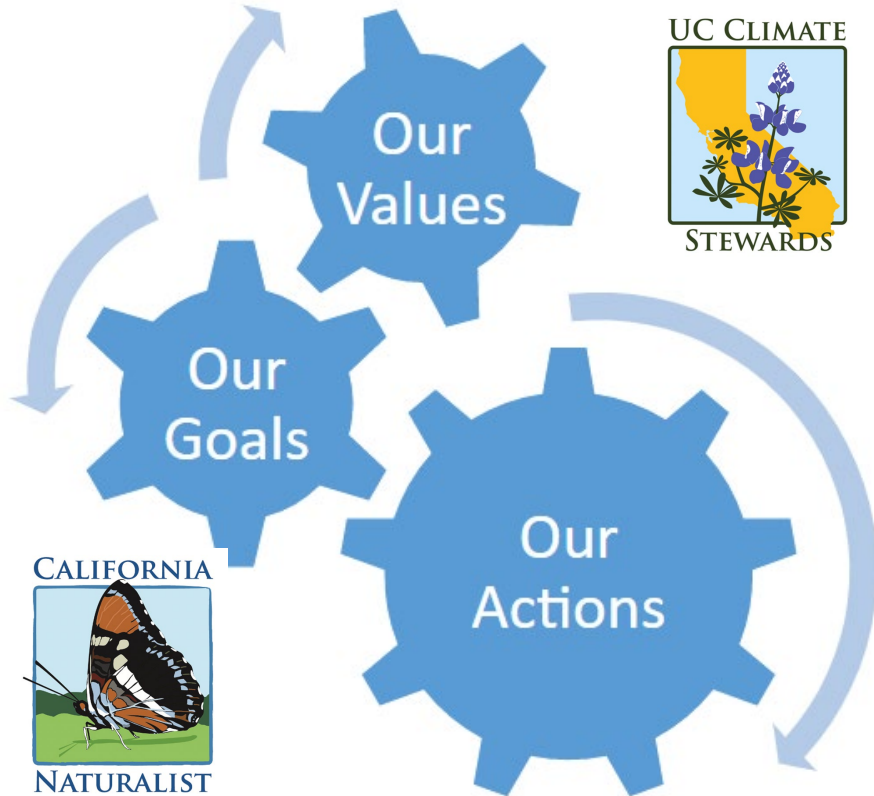 Our
Values
UC CLIMATE
STEWARDS
Our
Goals
Our
Actions
CALIFORNIA
NATURALIST